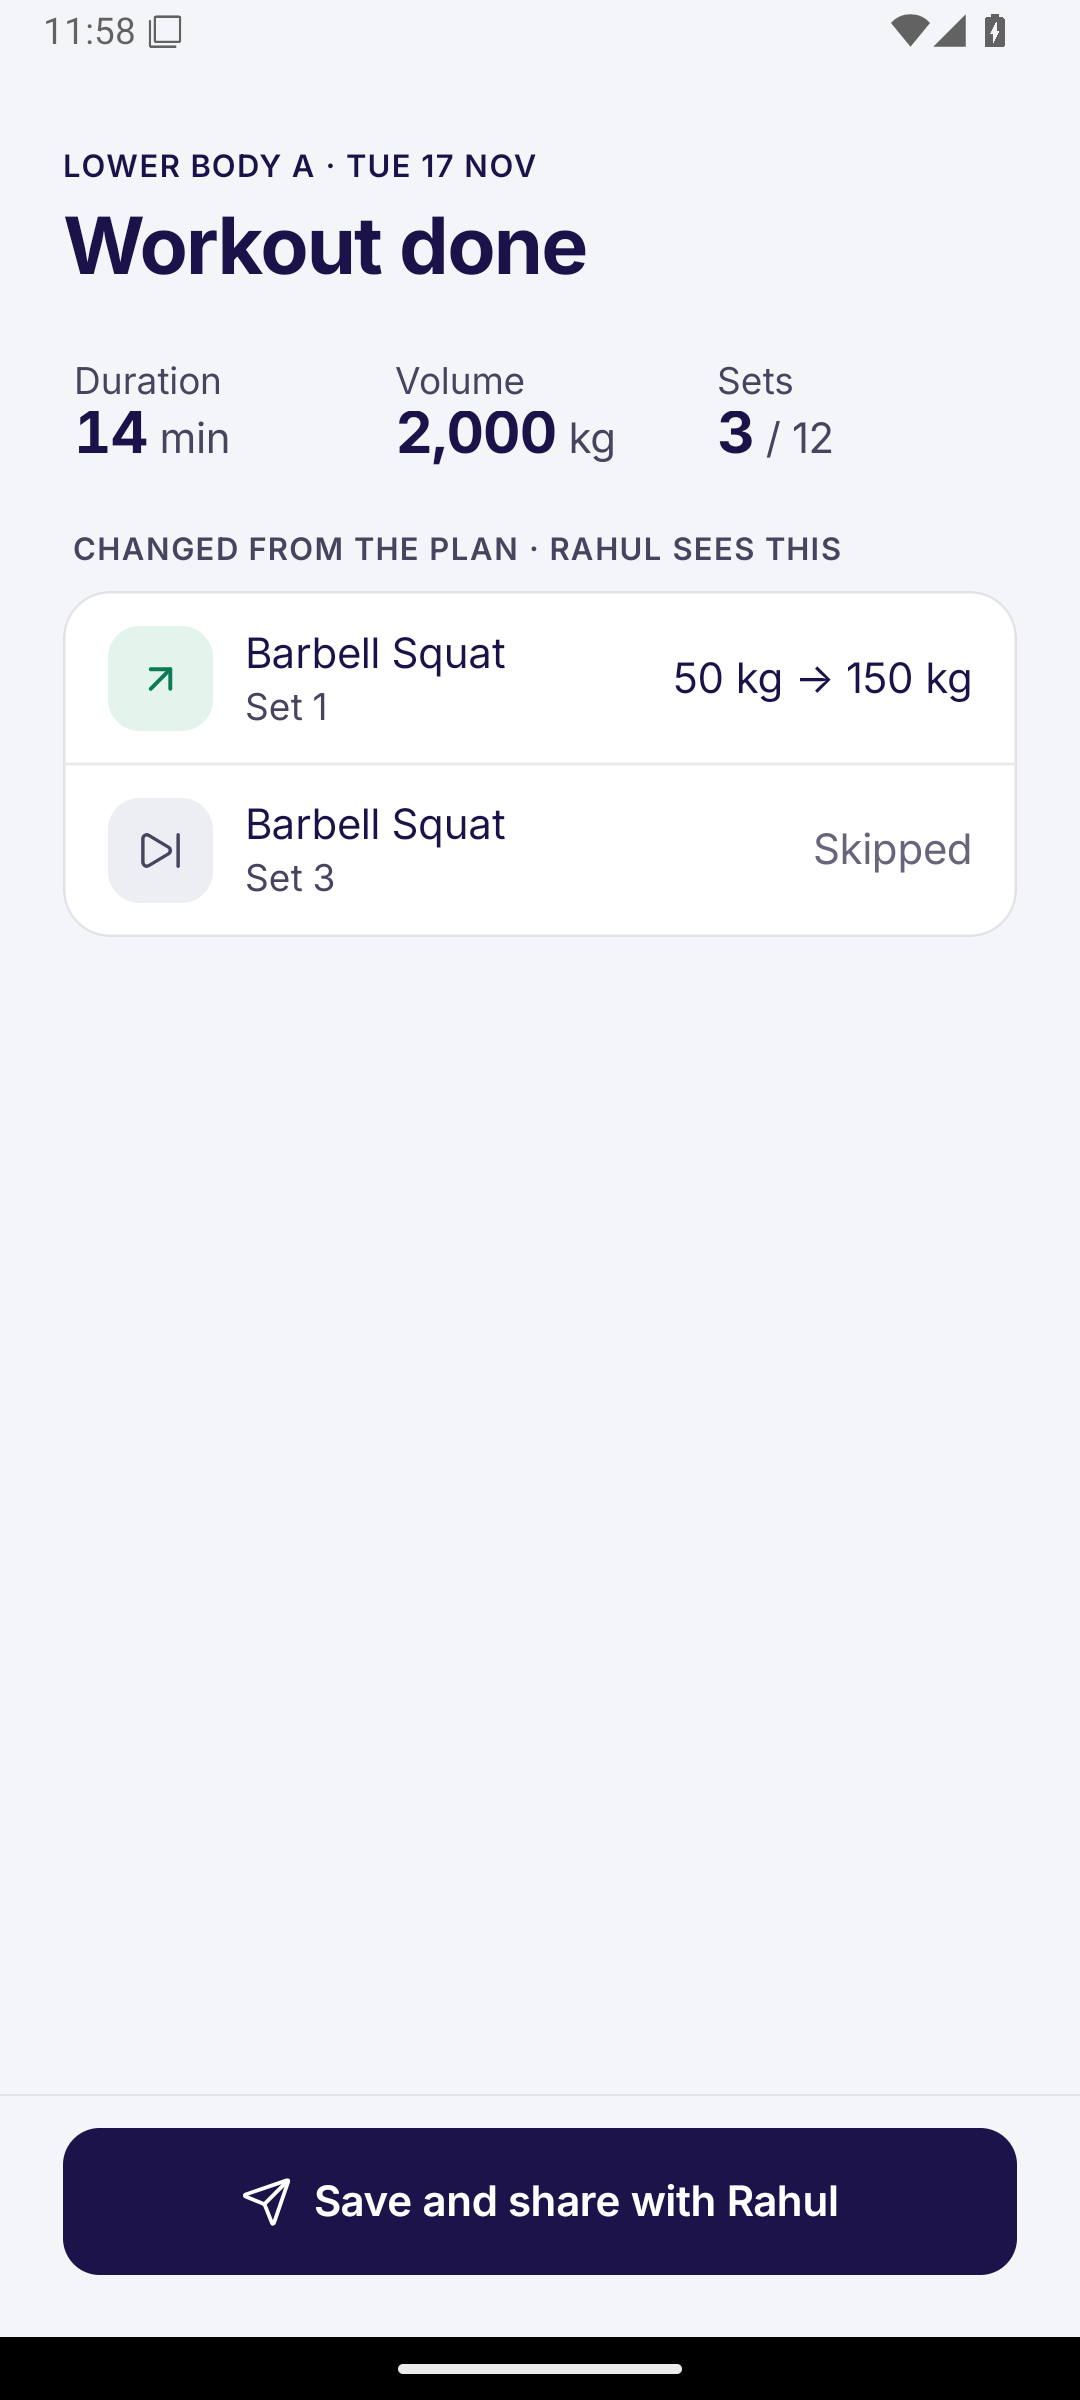 11:58
LOWER BODY A · TUE 17 NOV
Workout done
Duration Volume Sets
14 min 2,000 kg 3 / 12
CHANGED FROM THE PLAN · RAHUL SEES THIS
Barbell Squat
Set 1
50 kg → 150 kg
Barbell Squat
Set 3
Skipped
Save and share with Rahul